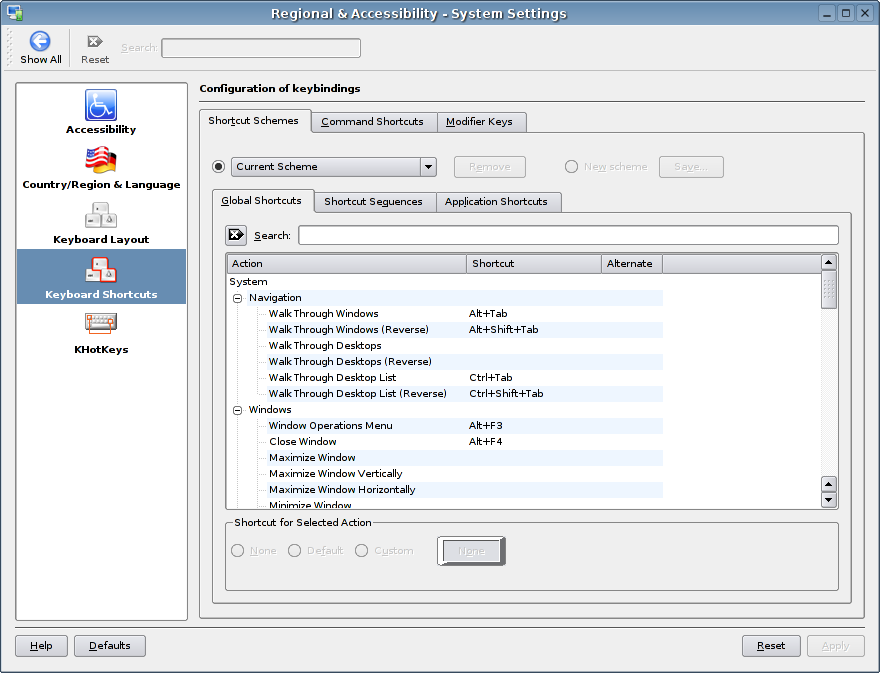 Regional & Accessibility - System Settings
Show All
Reset
Search:
Accessibility
Country/Region & Language
Keyboard Layout
Keyboard Shortcuts
KHotKeys
Configuration of keybindings
Shortcut Schemes Command Shortcuts Modifier Keys
Current Scheme Remove New scheme Save...
Global Shortcuts Shortcut Sequences Application Shortcuts
Search:
Action Shortcut Alternate
System
Navigation
Walk Through Windows Alt+Tab
Walk Through Windows (Reverse) Alt+Shift+Tab
Walk Through Desktops
Walk Through Desktops (Reverse)
Walk Through Desktop List Ctrl+Tab
Walk Through Desktop List (Reverse) Ctrl+Shift+Tab
Windows
Window Operations Menu Alt+F3
Close Window Alt+F4
Maximize Window
Maximize Window Vertically
Maximize Window Horizontally
Minimize Window
Shortcut for Selected Action
None Default Custom None
Help Defaults Reset Apply